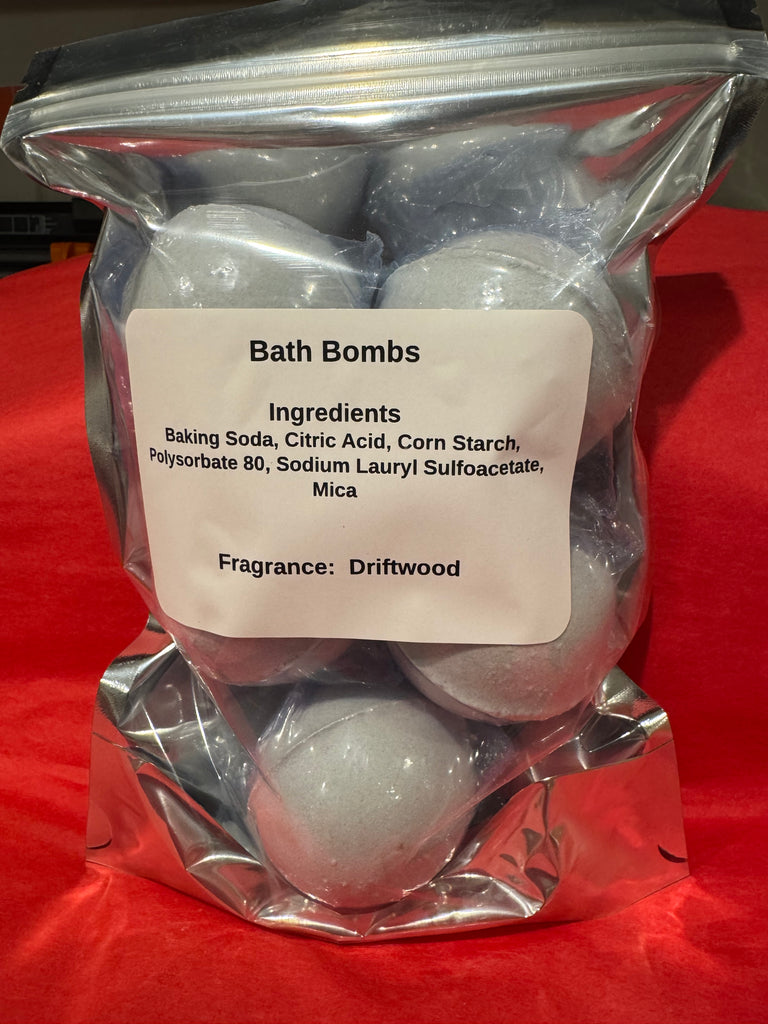 Bath Bombs
Ingredients
Baking Soda, Citric Acid, Corn Starch,
Polysorbate 80, Sodium Lauryl Sulfoacetate,
Mica
Fragrance: Driftwood